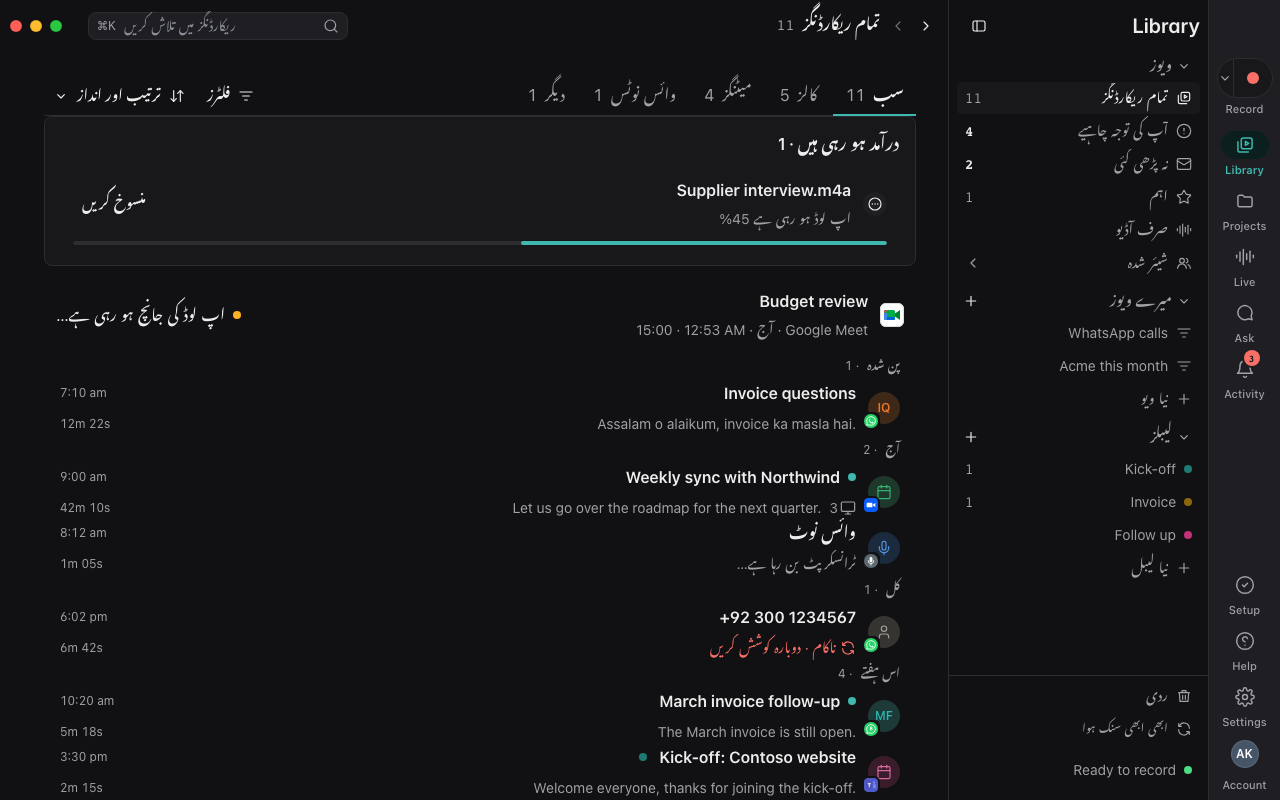 Record
Library
Projects
Live
Ask
3
Activity
Setup
Help
Settings
AK
Account
Library
ویوز
تمام ریکارڈنگز 11
آپ کی توجہ چاہیے 4
نہ پڑھی گئی 2
اہم 1
صرف آڈیو
شیئر شدہ
میرے ویوز
WhatsApp calls
Acme this month
نیا ویو
لیبلز
Kick-off 1
Invoice 1
Follow up
نیا لیبل
ردی
ابھی ابھی سنک ہوا
Ready to record
تمام ریکارڈنگز 11
ریکارڈنگز میں تلاش کریں ⌘K
سب 11
کالز 5
میٹنگز 4
وائس نوٹس 1
دیگر 1
فلٹرز
ترتیب اور انداز
درآمد ہو رہی ہیں · 1
Supplier interview.m4a
اپ لوڈ ہو رہی ہے 45%
منسوخ کریں
Budget review
Google Meet · آج · 12:53 AM · 15:00
اپ لوڈ کی جانچ ہو رہی ہے...
پن شدہ · 1
IQ
Invoice questions
7:10 am
Assalam o alaikum, invoice ka masla hai.
12m 22s
آج · 2
Weekly sync with Northwind
9:00 am
3 Let us go over the roadmap for the next quarter.
42m 10s
وائس نوٹ
8:12 am
ٹرانسکرپٹ بن رہا ہے...
1m 05s
کل · 1
+92 300 1234567
6:02 pm
ناکام · دوبارہ کوشش کریں
6m 42s
اس ہفتے · 4
MF
March invoice follow-up
10:20 am
The March invoice is still open.
5m 18s
Kick-off: Contoso website
3:30 pm
Welcome everyone, thanks for joining the kick-off.
2m 15s